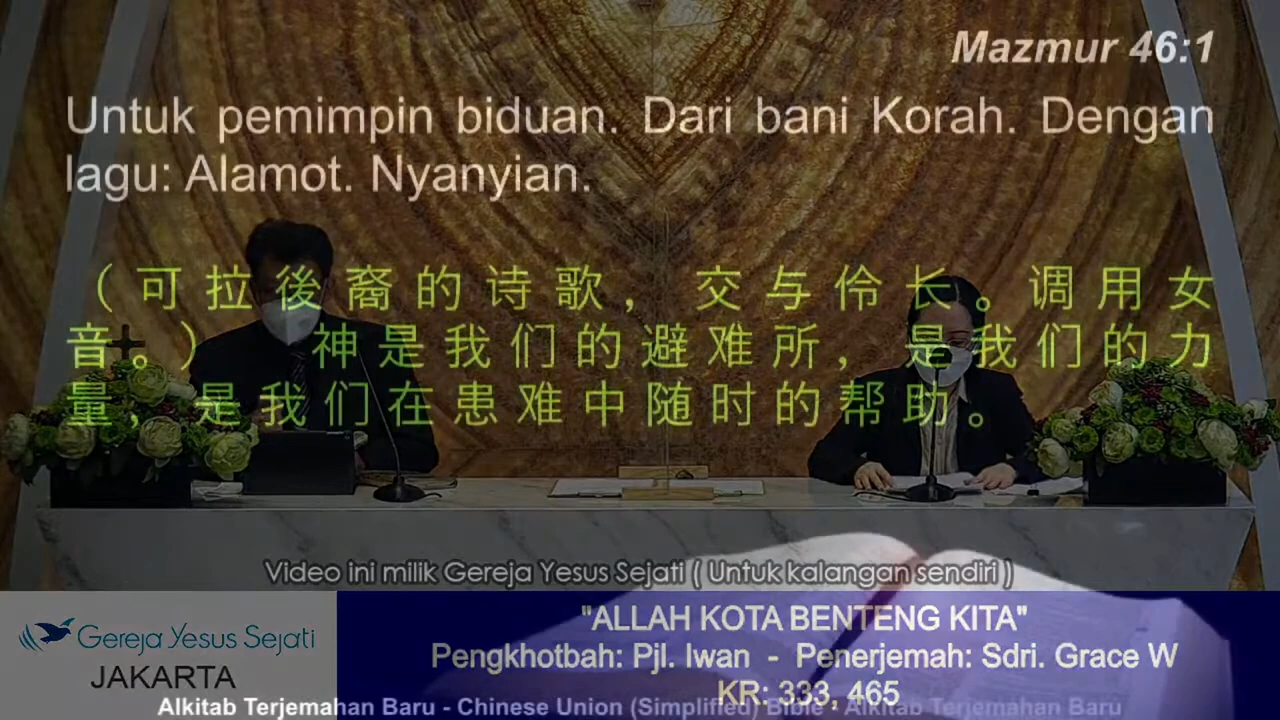 Mazmur 46:1
Untuk pemimpin biduan. Dari bani Korah. Dengan
lagu: Alamot. Nyanyian.
（可拉後裔的诗歌，交与伶长。调用女
音。） 神是我们的避难所，是我们的力
量，是我们在患难中随时的帮助。
Video ini milik Gereja Yesus Sejati ( Untuk kalangan sendiri )
Gereja Yesus Sejati
JAKARTA
"ALLAH KOTA BENTENG KITA"
Pengkhotbah: Pjl. Iwan - Penerjemah: Sdri. Grace W
KR: 333, 465
Alkitab Terjemahan Baru - Chinese Union (Simplified) Bible - Alkitab Terjemahan Baru